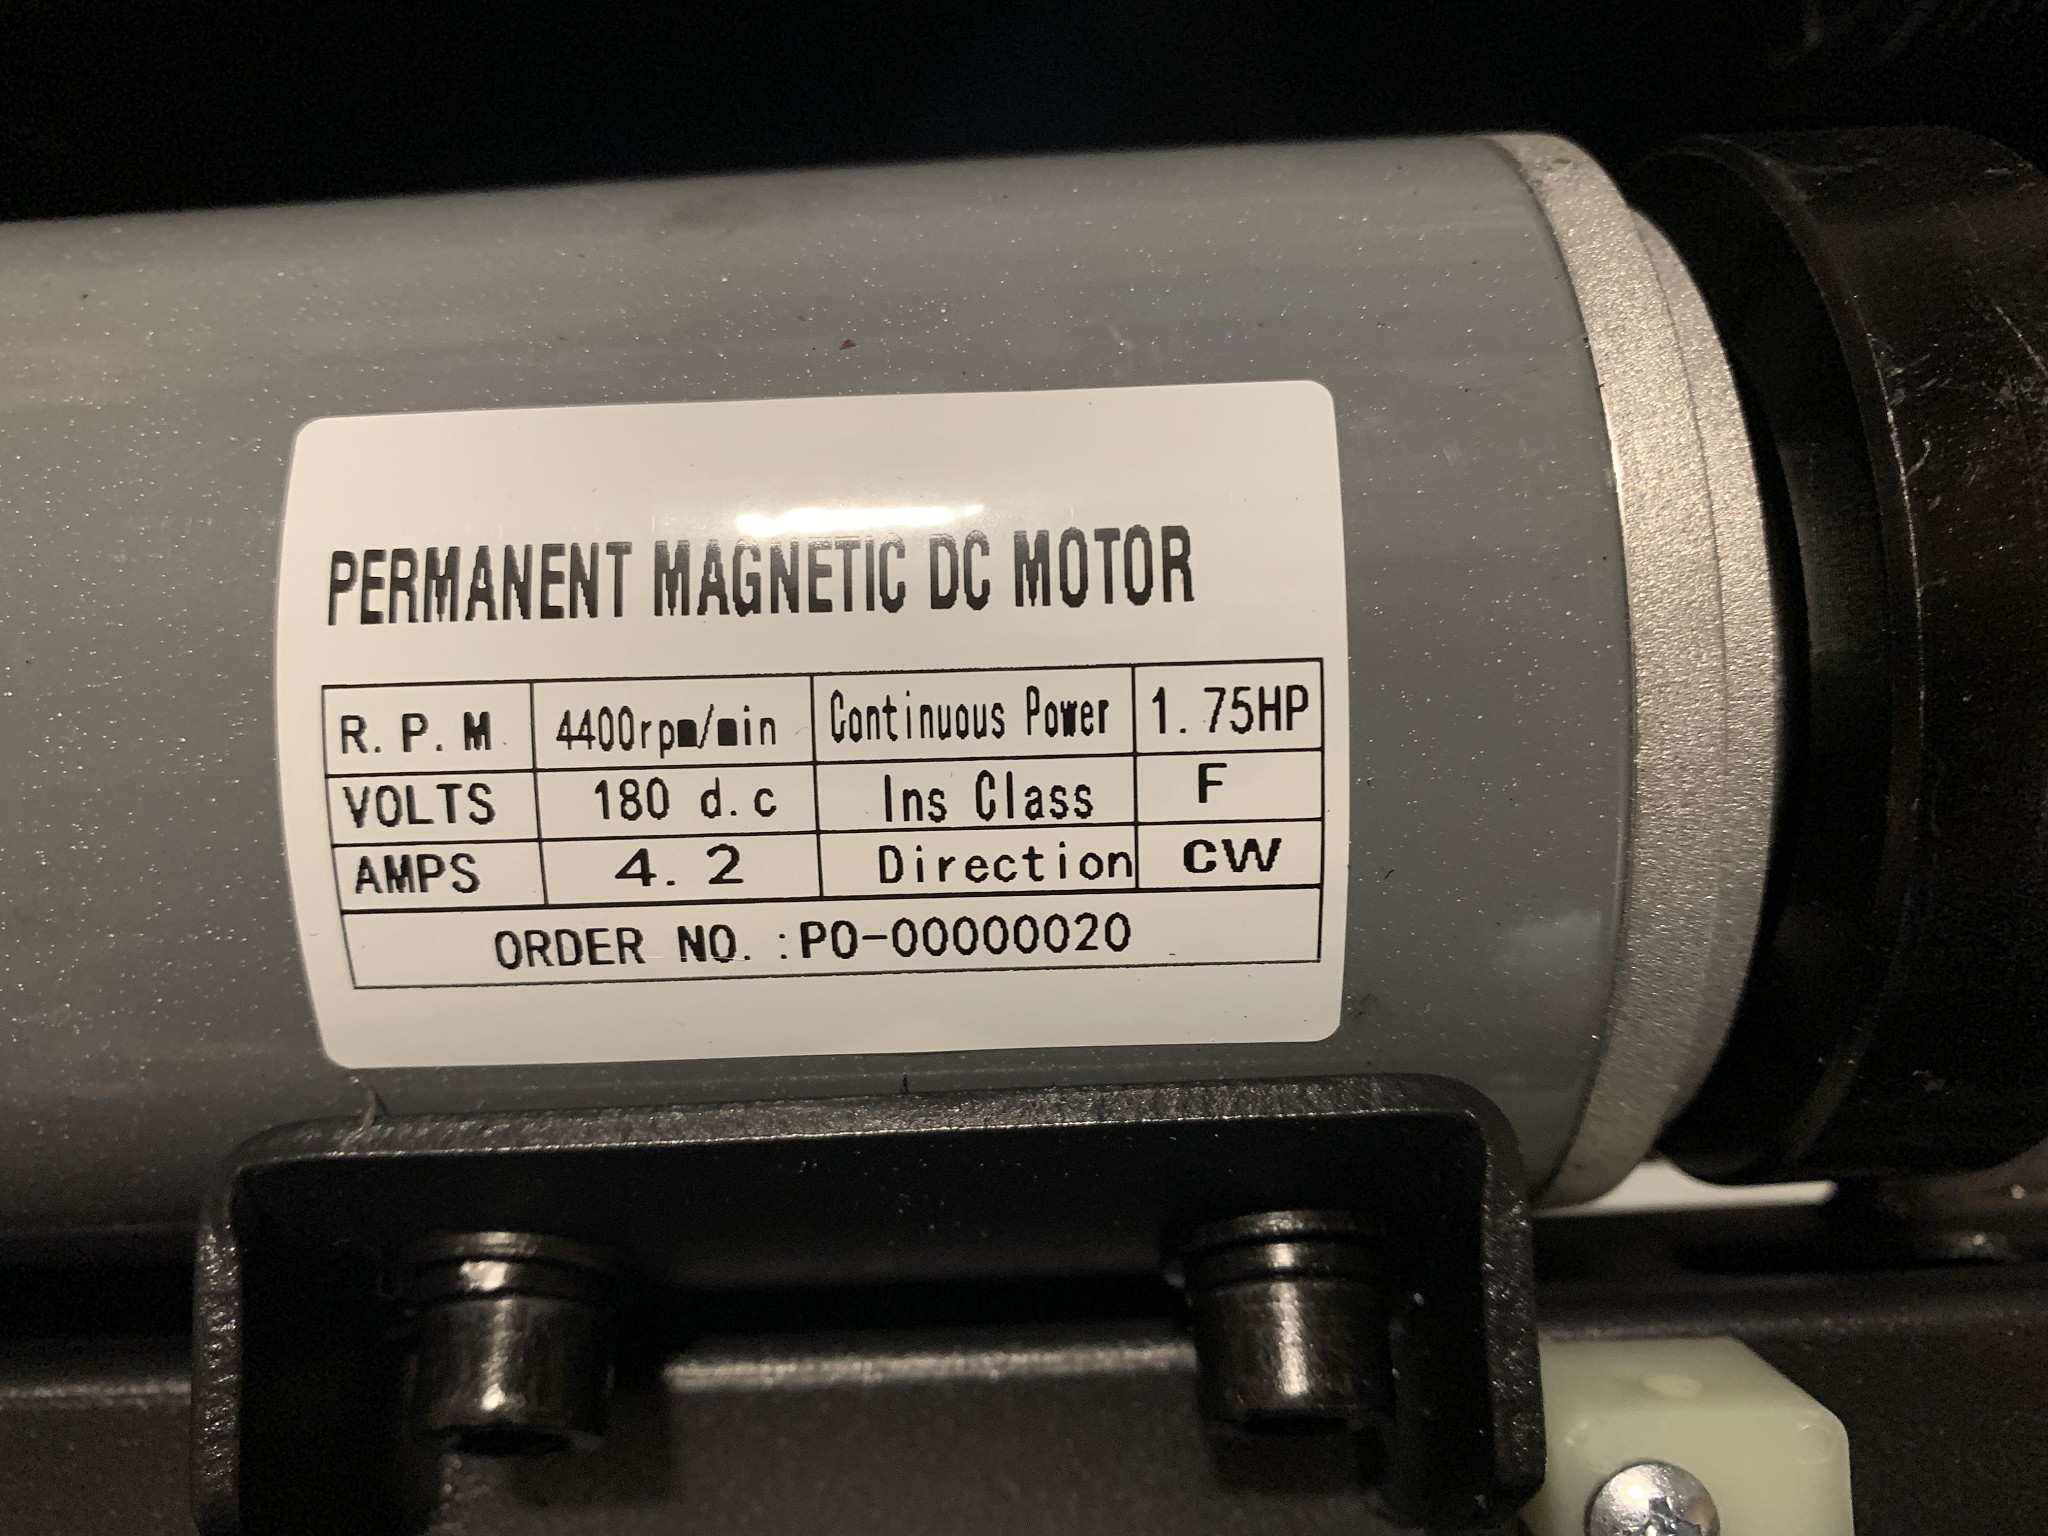 PERMANENT MAGNETIC DC MOTOR
R.P.M 4400rpm/min Continuous Power 1.75HP
VOLTS 180 d.c Ins Class F
AMPS 4.2 Direction CW
ORDER NO.:PO-00000020